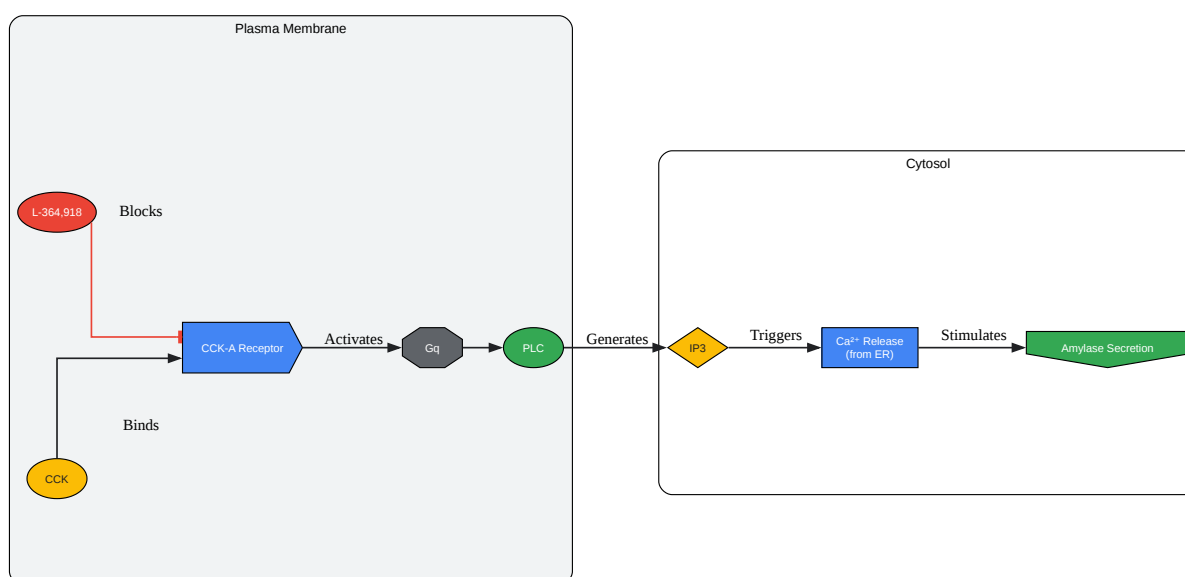 Plasma Membrane
Cytosol
L-364,918
Blocks
CCK-A Receptor
Activates
Gq
PLC
Generates
IP3
Triggers
Ca²⁺ Release
(from ER)
Stimulates
Amylase Secretion
Binds
CCK